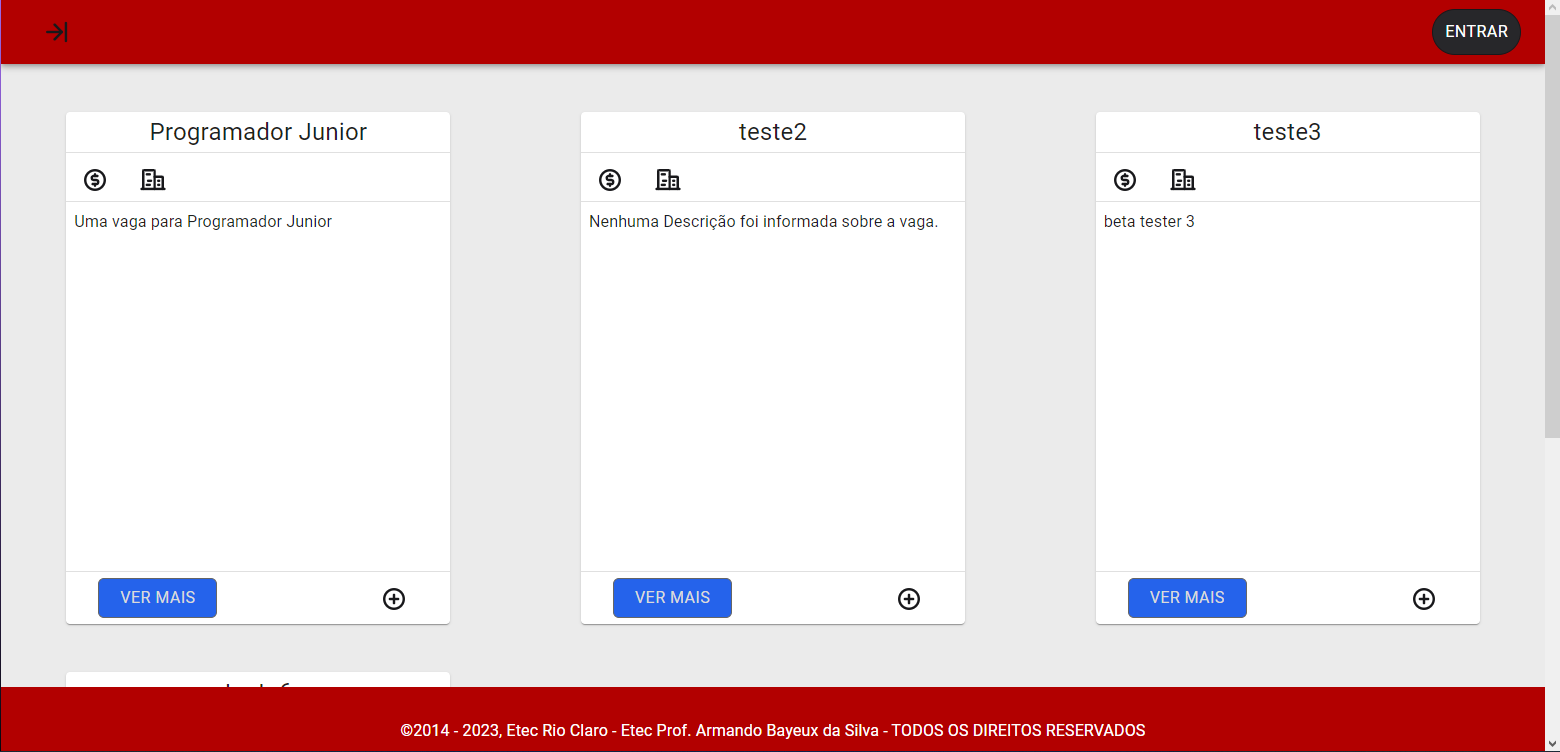 ENTRAR
Programador Junior
teste2
teste3
Uma vaga para Programador Junior
Nenhuma Descrição foi informada sobre a vaga.
beta tester 3
VER MAIS
VER MAIS
VER MAIS
©2014 - 2023, Etec Rio Claro - Etec Prof. Armando Bayeux da Silva - TODOS OS DIREITOS RESERVADOS